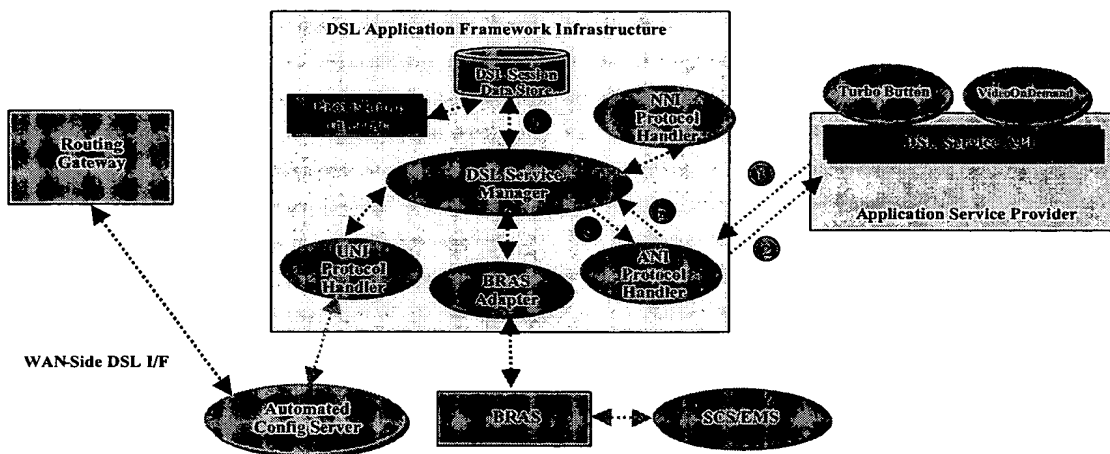 DSL Application Framework Infrastructure
DSL Session
Data Store
NNI
Protocol
Handler
Turbo Button
VideoOnDemand
DSL Service API
Application Service Provider
Routing
Gateway
DSL Service
Manager
UNI
Protocol
Handler
BRAS
Adapter
ANI
Protocol
Handler
WAN-Side DSL I/F
Automated
Config Server
BRAS
SCS/EMS